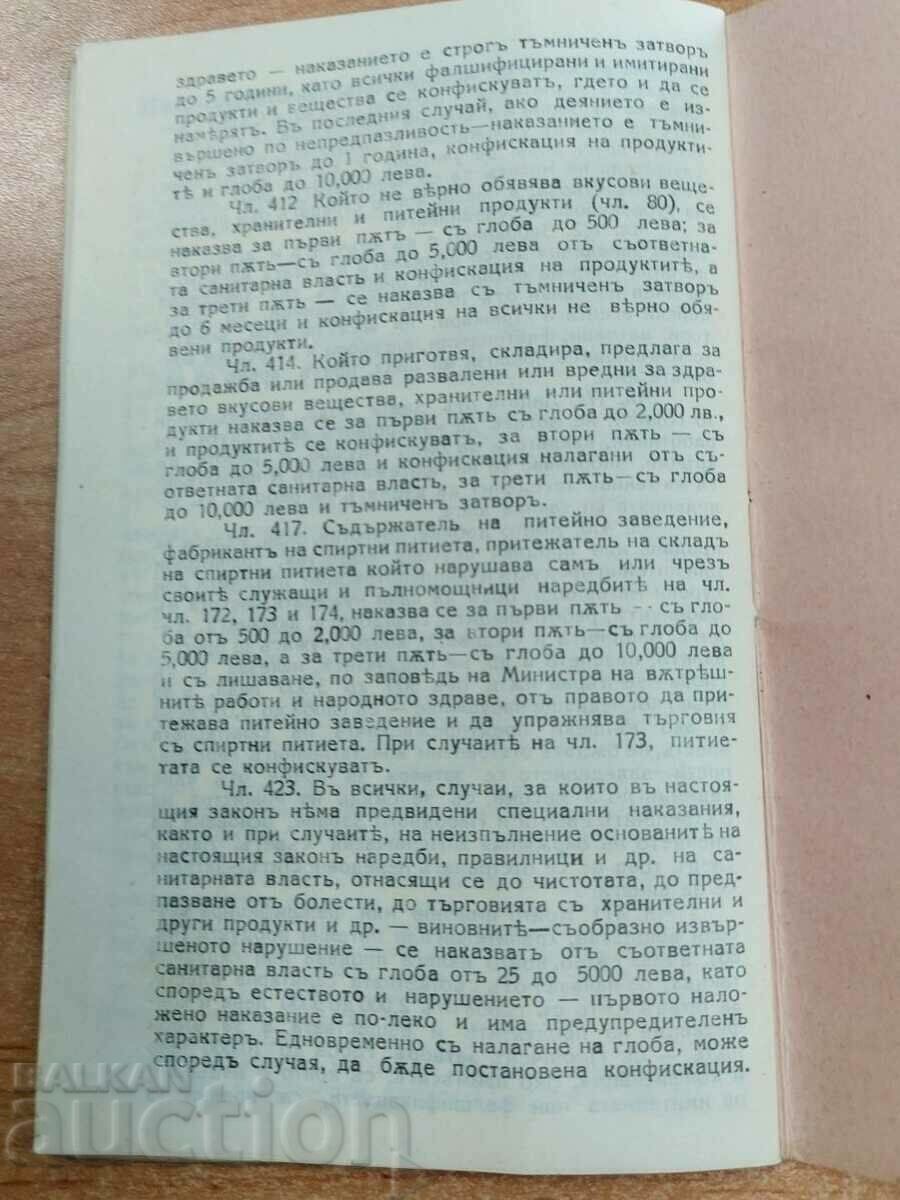 здравето — наказанието е строгъ тъмниченъ затворъ
до 5 години, като всички фалшифицирани и имитирани
продукти и вещества се конфискуватъ, гдето и да се
намѣрятъ. Въ последния случай, ако деянието е из-
вършено по непредпазливость—наказанието е тъмни-
ченъ затворъ до 1 година, конфискация на продукти-
тѣ и глоба до 10,000 лева.
Чл. 412 Който не вѣрно обявява вкусови веще-
ства, хранителни и питейни продукти (чл. 80), се
наказва за първи пѫтъ — съ глоба до 500 лева; за
втори пѫть—съ глоба до 5,000 лева отъ съответна-
та санитарна власть и конфискация на продуктитѣ, а
за трети пѫть — се наказва съ тъмниченъ затворъ
до 6 месеци и конфискация на всички не вѣрно обя-
вени продукти.
Чл. 414. Който приготвя, складира, предлага за
продажба или продава развалени или вредни за здра-
вето вкусови вещества, хранителни или питейни про-
дукти наказва се за първи пѫть съ глоба до 2,000 лв.,
и продуктитѣ се конфискуватъ, за втори пѫть — съ
глоба до 5,000 лева и конфискация налагани отъ съ-
ответната санитарна власть, за трети пѫть—съ глоба
до 10,000 лева и тъмниченъ затворъ.
Чл. 417. Съдържатель на питейно заведение,
фабрикантъ на спиртни питиета, притежатель на складъ
на спиртни питиета който нарушава самъ или чрезъ
своитѣ служащи и пълномощници наредбитѣ на чл.
чл. 172, 173 и 174, наказва се за първи пѫть — съ гло-
ба отъ 500 до 2,000 лева, за втори пѫть—съ глоба до
5,000 лева, а за трети пѫть—съ глоба до 10,000 лева
и съ лишаване, по заповѣдь на Министра на вѫтрѣш-
нитѣ работи и народното здраве, отъ правото да при-
тежава питейно заведение и да упражнява търговия
съ спиртни питиета. При случаитѣ на чл. 173, питие-
тата се конфискуватъ.
Чл. 423. Въ всички, случаи, за които въ настоя-
щия законъ нѣма предвидени специални наказания,
както и при случаитѣ, на неизпълнение основанитѣ на
настоящия законъ наредби, правилници и др. на са-
нитарната власть, отнасящи се до чистотата, до пред-
пазване отъ болести, до търговията съ хранителни и
други продукти и др. — виновнитѣ—съобразно извър-
шеното нарушение — се наказватъ отъ съответната
санитарна власть съ глоба отъ 25 до 5000 лева, като
споредъ естеството и нарушението — първото нало-
жено наказание е по-леко и има предупредителенъ
характеръ. Едновременно съ налагане на глоба, може
споредъ случая, да бѫде постановена конфискация.
BALKAN
auction